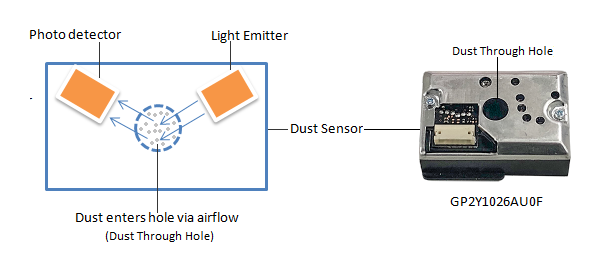 Photo detector
Light Emitter
Dust Through Hole
Dust Sensor
Dust enters hole via airflow
(Dust Through Hole)
GP2Y1026AU0F